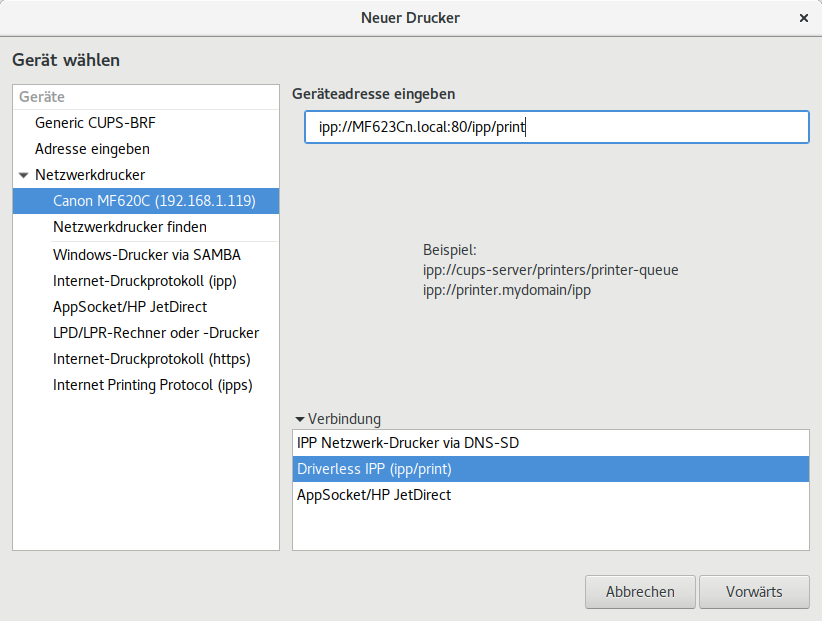 Neuer Drucker
Gerät wählen
Geräte
Generic CUPS-BRF
Adresse eingeben
Netzwerkdrucker
Canon MF620C (192.168.1.119)
Netzwerkdrucker finden
Windows-Drucker via SAMBA
Internet-Druckprotokoll (ipp)
AppSocket/HP JetDirect
LPD/LPR-Rechner oder -Drucker
Internet-Druckprotokoll (https)
Internet Printing Protocol (ipps)
Geräteadresse eingeben
ipp://MF623Cn.local:80/ipp/print
Beispiel:
ipp://cups-server/printers/printer-queue
ipp://printer.mydomain/ipp
Verbindung
IPP Netzwerk-Drucker via DNS-SD
Driverless IPP (ipp/print)
AppSocket/HP JetDirect
Abbrechen
Vorwärts